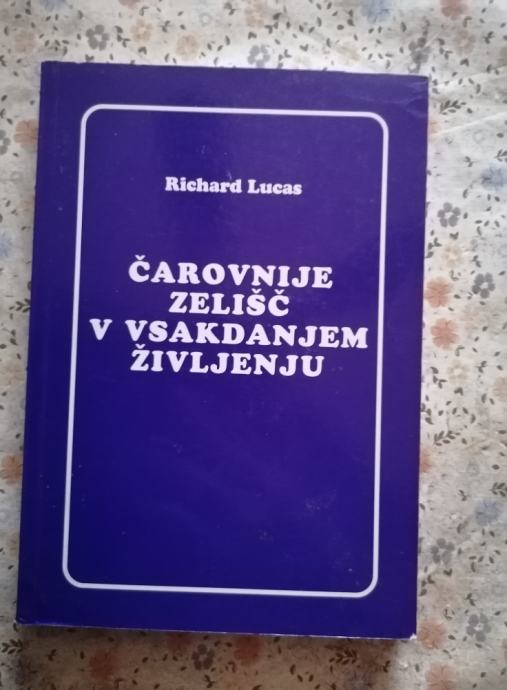 Richard Lucas
ČAROVNIJE
ZELIŠČ
V VSAKDANJEM
ŽIVLJENJU